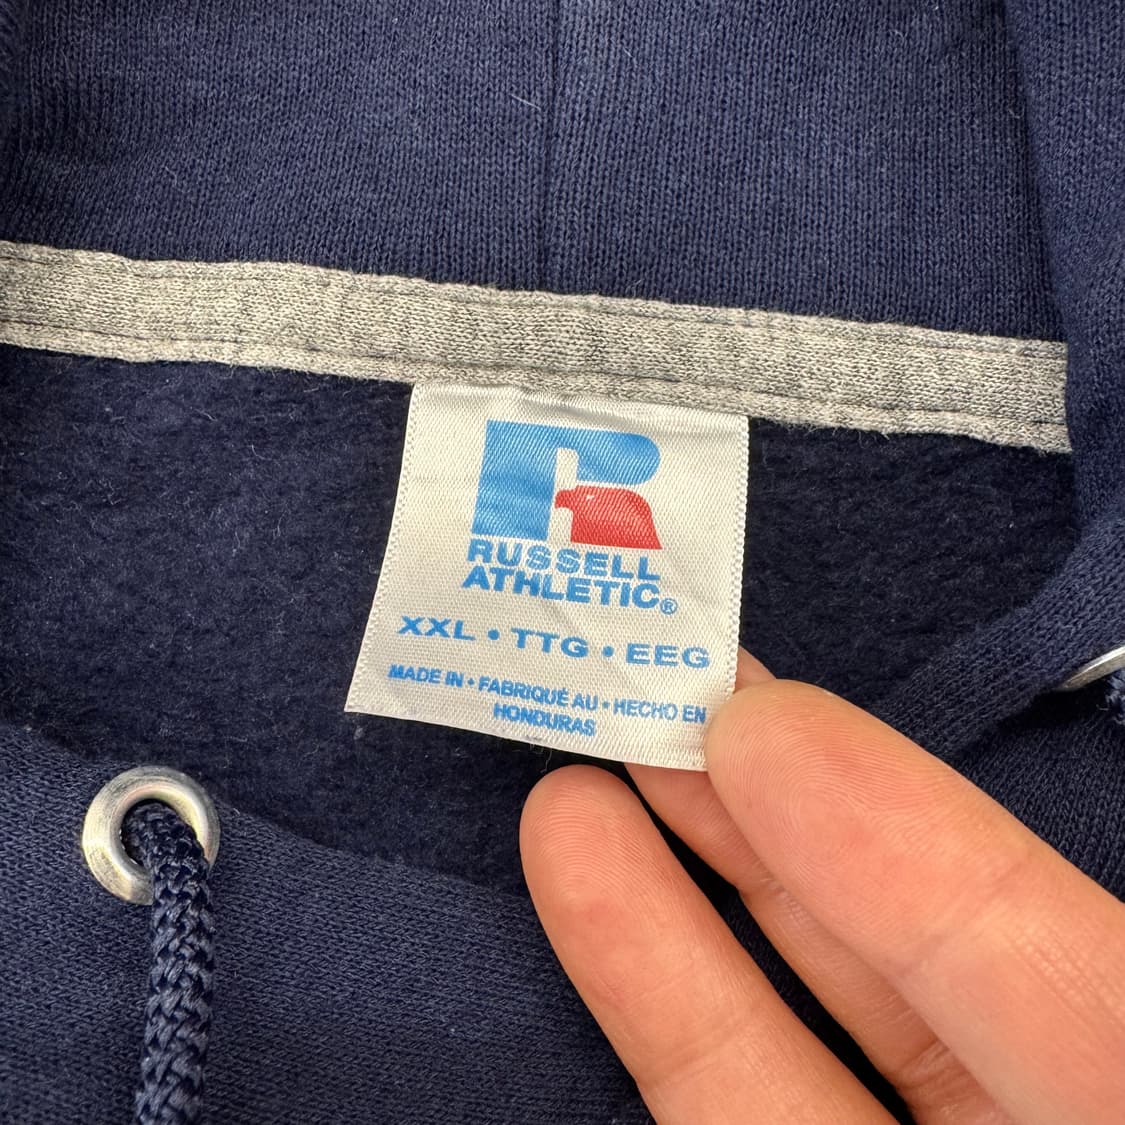 RUSSELL
ATHLETIC®
XXL • TTG • EEG
MADE IN • FABRIQUÉ AU • HECHO EN
HONDURAS